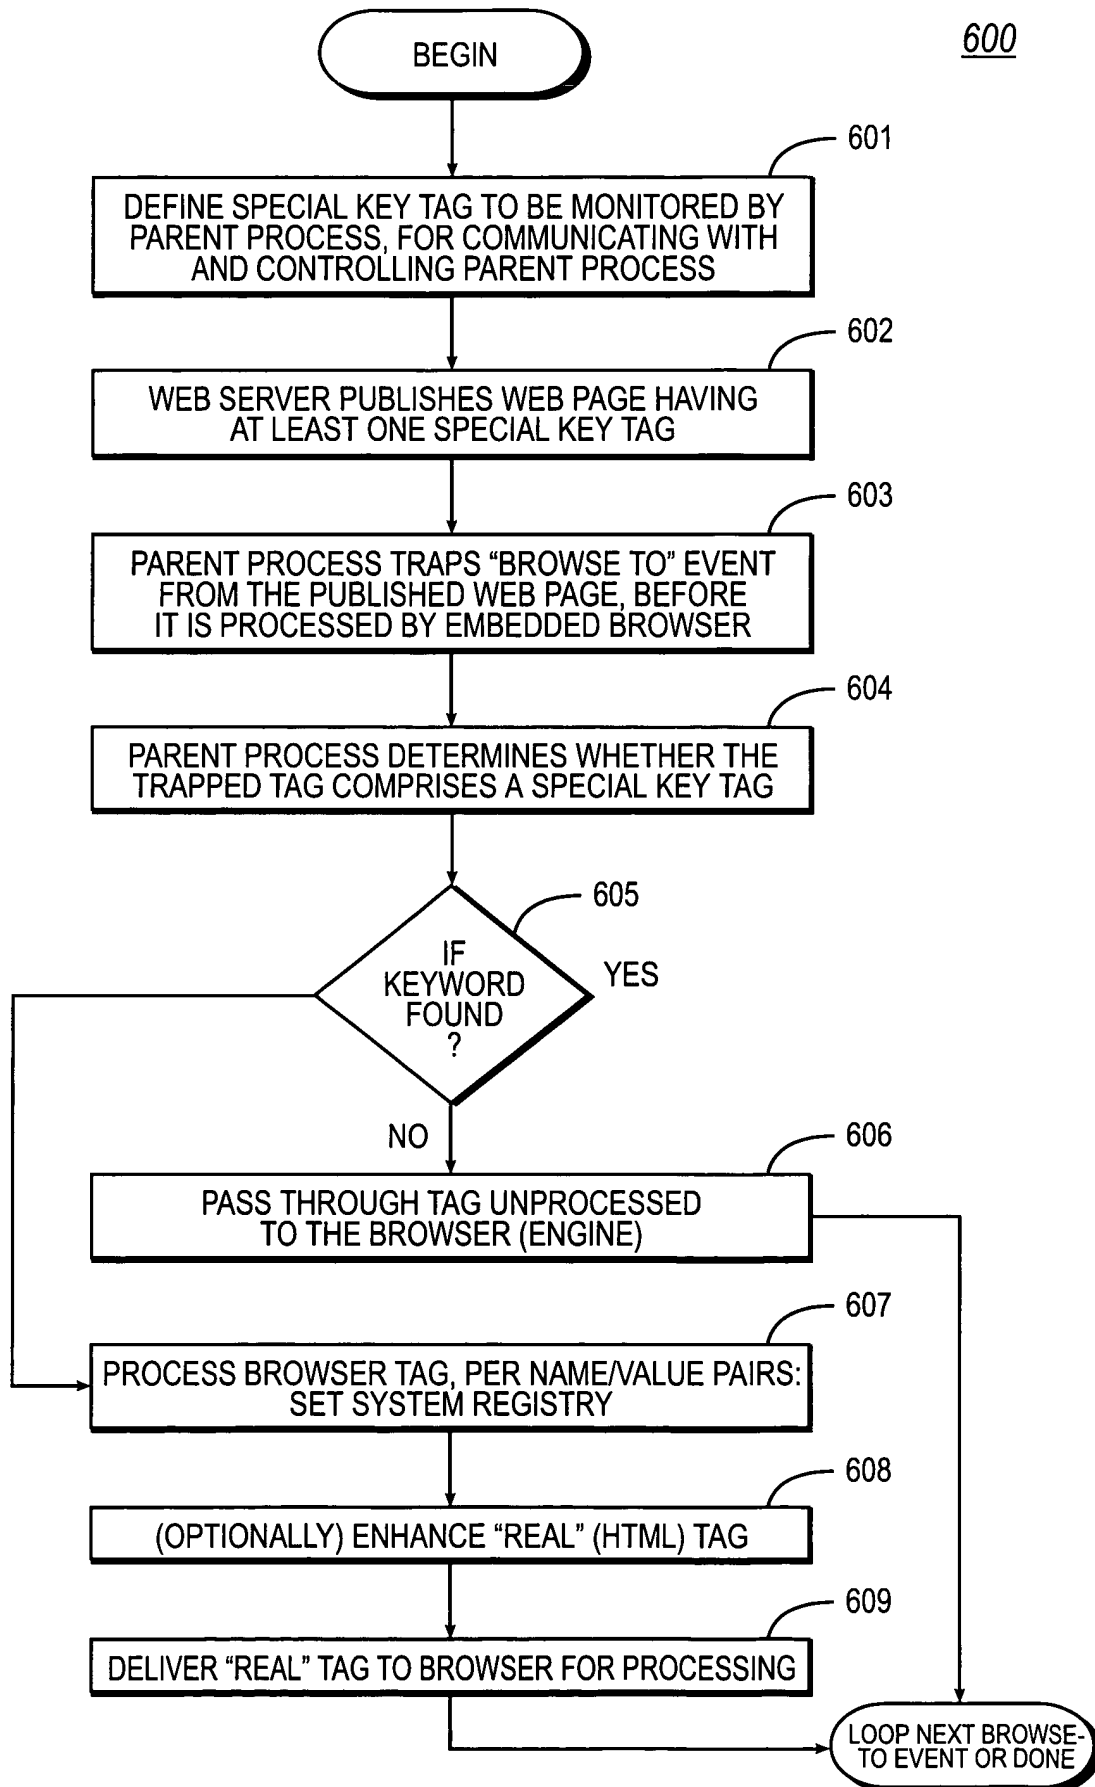 600
BEGIN
601
DEFINE SPECIAL KEY TAG TO BE MONITORED BY
PARENT PROCESS, FOR COMMUNICATING WITH
AND CONTROLLING PARENT PROCESS
602
WEB SERVER PUBLISHES WEB PAGE HAVING
AT LEAST ONE SPECIAL KEY TAG
603
PARENT PROCESS TRAPS “BROWSE TO” EVENT
FROM THE PUBLISHED WEB PAGE, BEFORE
IT IS PROCESSED BY EMBEDDED BROWSER
604
PARENT PROCESS DETERMINES WHETHER THE
TRAPPED TAG COMPRISES A SPECIAL KEY TAG
605
IF
KEYWORD
FOUND
?
YES
NO
606
PASS THROUGH TAG UNPROCESSED
TO THE BROWSER (ENGINE)
607
PROCESS BROWSER TAG, PER NAME/VALUE PAIRS:
SET SYSTEM REGISTRY
608
(OPTIONALLY) ENHANCE “REAL” (HTML) TAG
609
DELIVER “REAL” TAG TO BROWSER FOR PROCESSING
LOOP NEXT BROWSE-
TO EVENT OR DONE